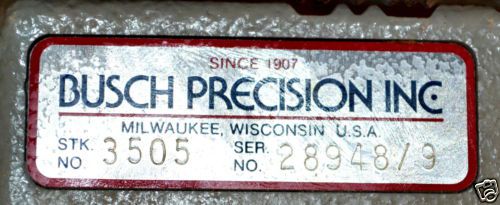 SINCE 1907
BUSCH PRECISION INC
MILWAUKEE, WISCONSIN U.S.A.
STK. NO 3505 SER. NO. 28948/9